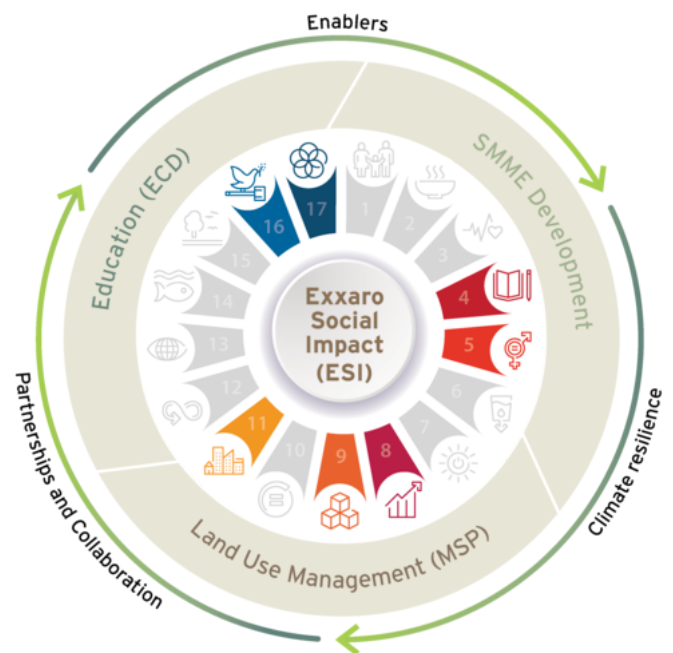 Enablers
SMME Development
Climate resilience
Land Use Management (MSP)
Partnerships and Collaboration
Education (ECD)
1
2
3
4
5
6
7
8
9
10
11
12
13
14
15
16
17
Exxaro
Social
Impact
(ESI)